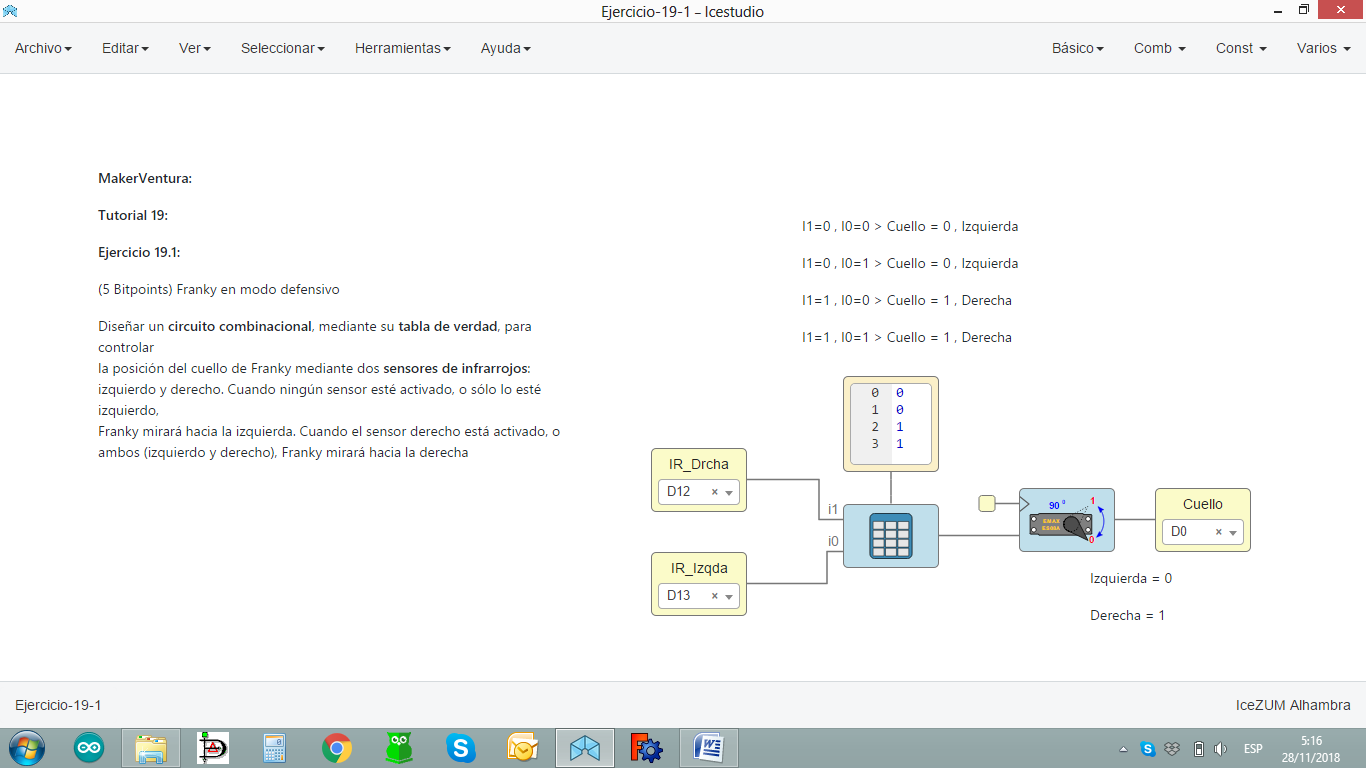 Ejercicio-19-1 – Icestudio
Archivo Editar Ver Seleccionar Herramientas Ayuda Básico Comb Const Varios
MakerVentura:
Tutorial 19:
Ejercicio 19.1:
(5 Bitpoints) Franky en modo defensivo
Diseñar un circuito combinacional, mediante su tabla de verdad, para
controlar
la posición del cuello de Franky mediante dos sensores de infrarrojos:
izquierdo y derecho. Cuando ningún sensor esté activado, o sólo lo esté
izquierdo,
Franky mirará hacia la izquierda. Cuando el sensor derecho está activado, o
ambos (izquierdo y derecho), Franky mirará hacia la derecha
I1=0 , I0=0 > Cuello = 0 , Izquierda
I1=0 , I0=1 > Cuello = 0 , Izquierda
I1=1 , I0=0 > Cuello = 1 , Derecha
I1=1 , I0=1 > Cuello = 1 , Derecha
0 0
1 0
2 1
3 1
IR_Drcha
D12 ×
i1
i0
IR_Izqda
D13 ×
90 º 1
EMAX
ES08A
0
Cuello
D0 ×
Izquierda = 0
Derecha = 1
Ejercicio-19-1 IceZUM Alhambra
ESP
5:16
28/11/2018